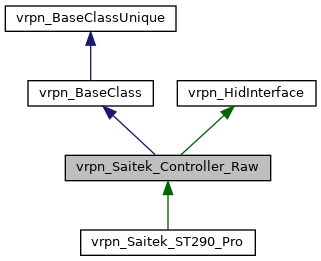 vrpn_BaseClassUnique
vrpn_BaseClass
vrpn_HidInterface
vrpn_Saitek_Controller_Raw
vrpn_Saitek_ST290_Pro